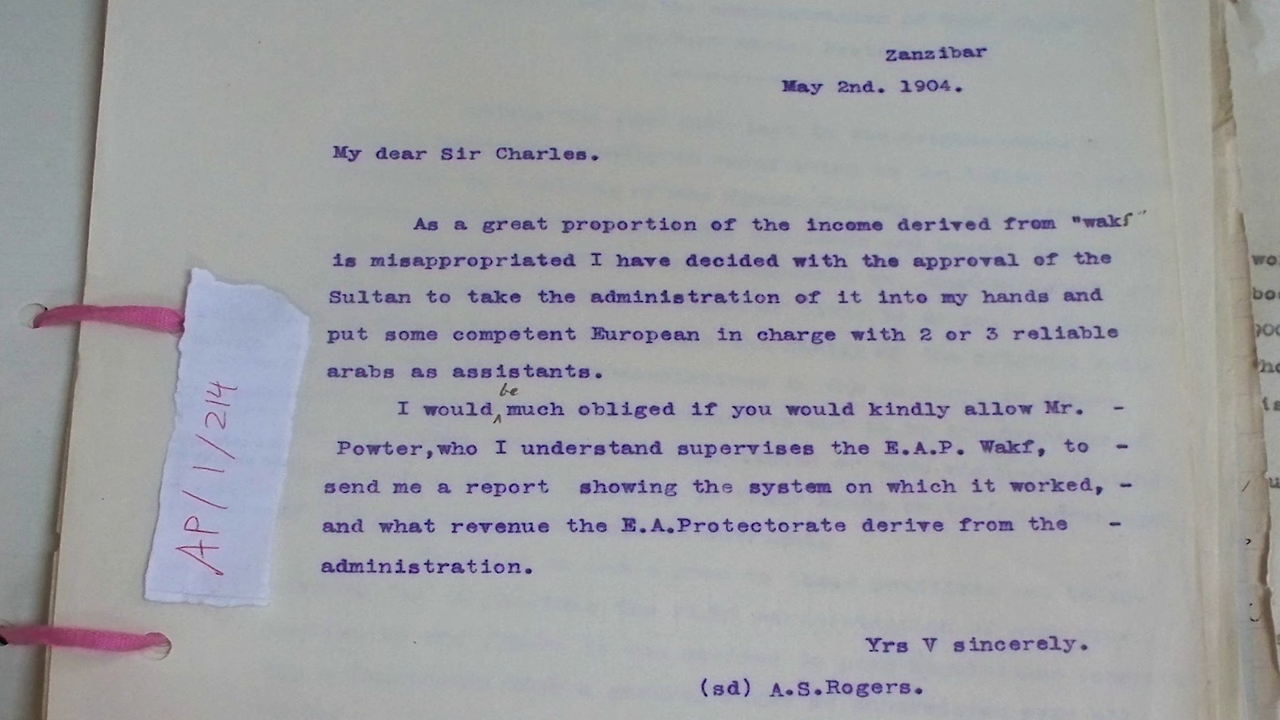 Zanzibar
May 2nd. 1904.
My dear Sir Charles.
As a great proportion of the income derived from "wakf"
is misappropriated I have decided with the approval of the
Sultan to take the administration of it into my hands and
put some competent European in charge with 2 or 3 reliable
arabs as assistants.
be
I would ^ much obliged if you would kindly allow Mr. -
Powter,who I understand supervises the E.A.P. Wakf, to -
send me a report showing the system on which it worked, -
and what revenue the E.A.Protectorate derive from the -
administration.
Yrs V sincerely.
(sd) A.S.Rogers.
AP/1/214